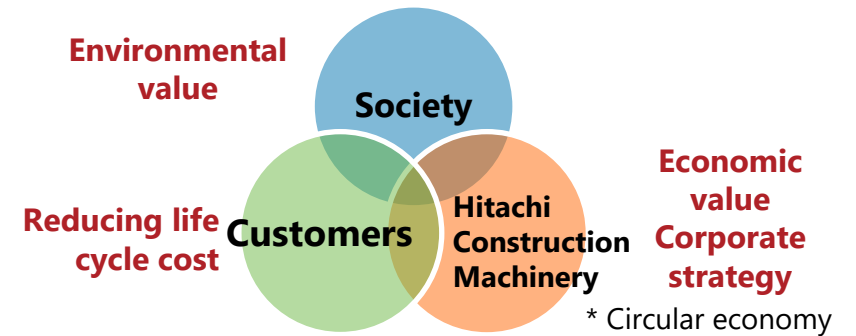 Environmental
value
Society
Reducing life
cycle cost
Customers
Hitachi
Construction
Machinery
Economic
value
Corporate
strategy
* Circular economy